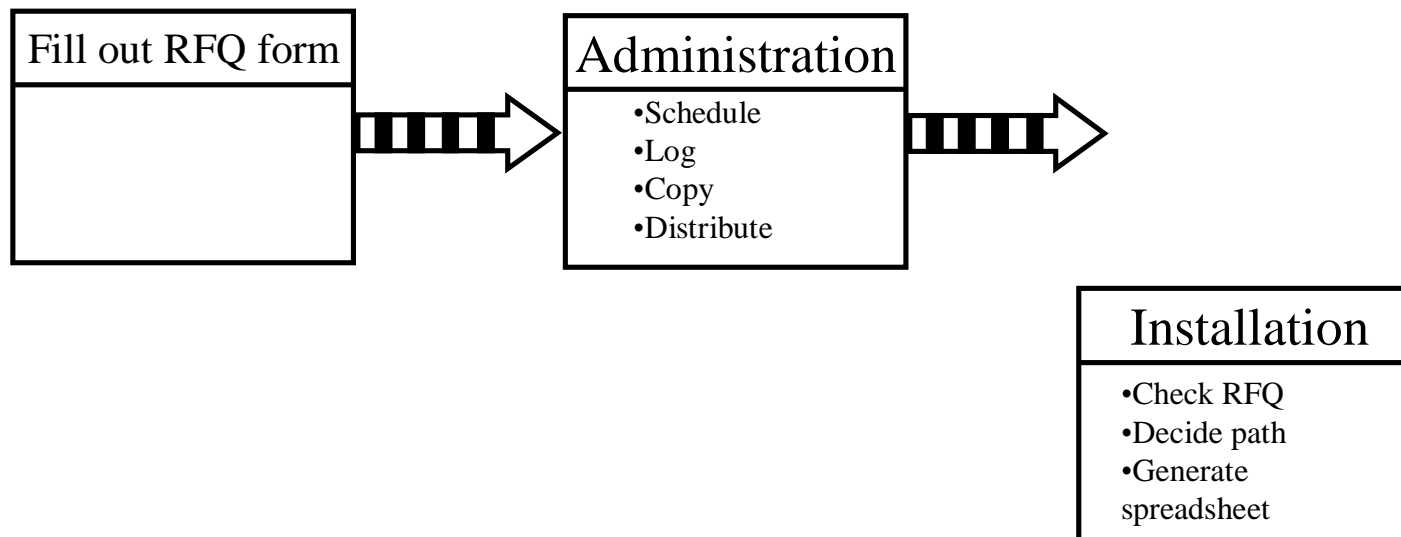 Fill out RFQ form
Administration
•Schedule
•Log
•Copy
•Distribute
Installation
•Check RFQ
•Decide path
•Generate
spreadsheet